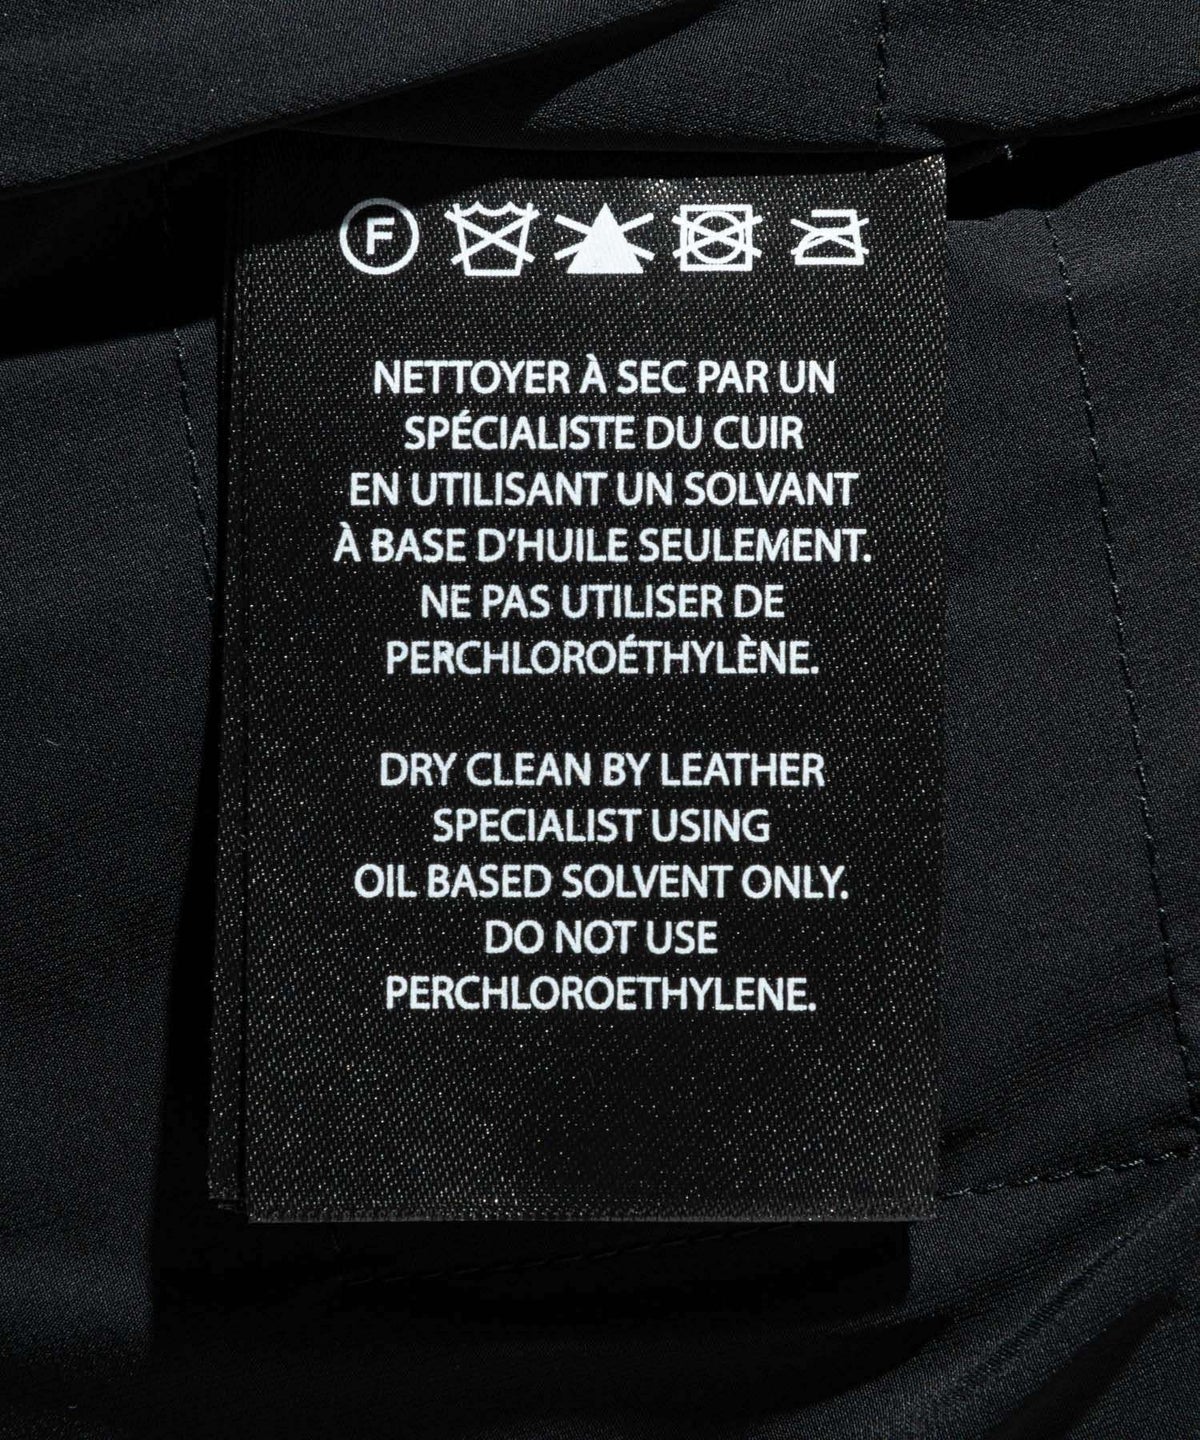 F
NETTOYER À SEC PAR UN
SPÉCIALISTE DU CUIR
EN UTILISANT UN SOLVANT
À BASE D'HUILE SEULEMENT.
NE PAS UTILISER DE
PERCHLOROÉTHYLÈNE.
DRY CLEAN BY LEATHER
SPECIALIST USING
OIL BASED SOLVENT ONLY.
DO NOT USE
PERCHLOROETHYLENE.